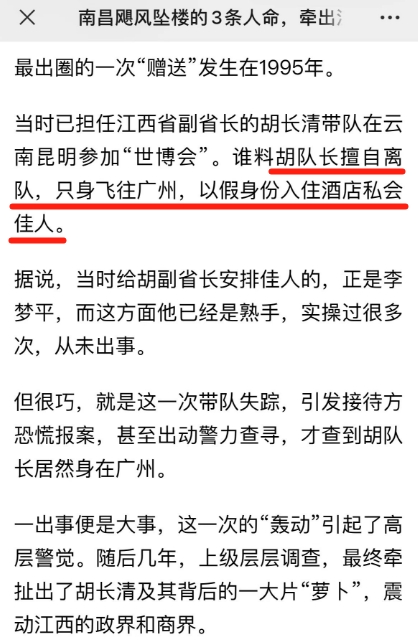 南昌飓风坠楼的3条人命，牵出
最出圈的一次“赠送”发生在1995年。
当时已担任江西省副省长的胡长清带队在云
南昆明参加“世博会”。谁料胡队长擅自离
队，只身飞往广州，以假身份入住酒店私会
佳人。
据说，当时给胡副省长安排佳人的，正是李
梦平，而这方面他已经是熟手，实操过很多
次，从未出事。
但很巧，就是这一次带队失踪，引发接待方
恐慌报案，甚至出动警力查寻，才查到胡队
长居然身在广州。
一出事便是大事，这一次的“轰动”引起了高
层警觉。随后几年，上级层层调查，最终牵
扯出了胡长清及其背后的一大片“萝卜”，震
动江西的政界和商界。